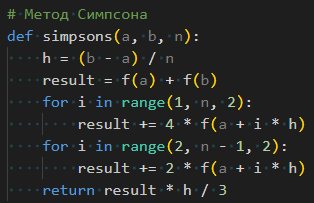 # Метод Симпсона
def simpsons(a, b, n):
    h = (b - a) / n
    result = f(a) + f(b)
    for i in range(1, n, 2):
        result += 4 * f(a + i * h)
    for i in range(2, n - 1, 2):
        result += 2 * f(a + i * h)
    return result * h / 3